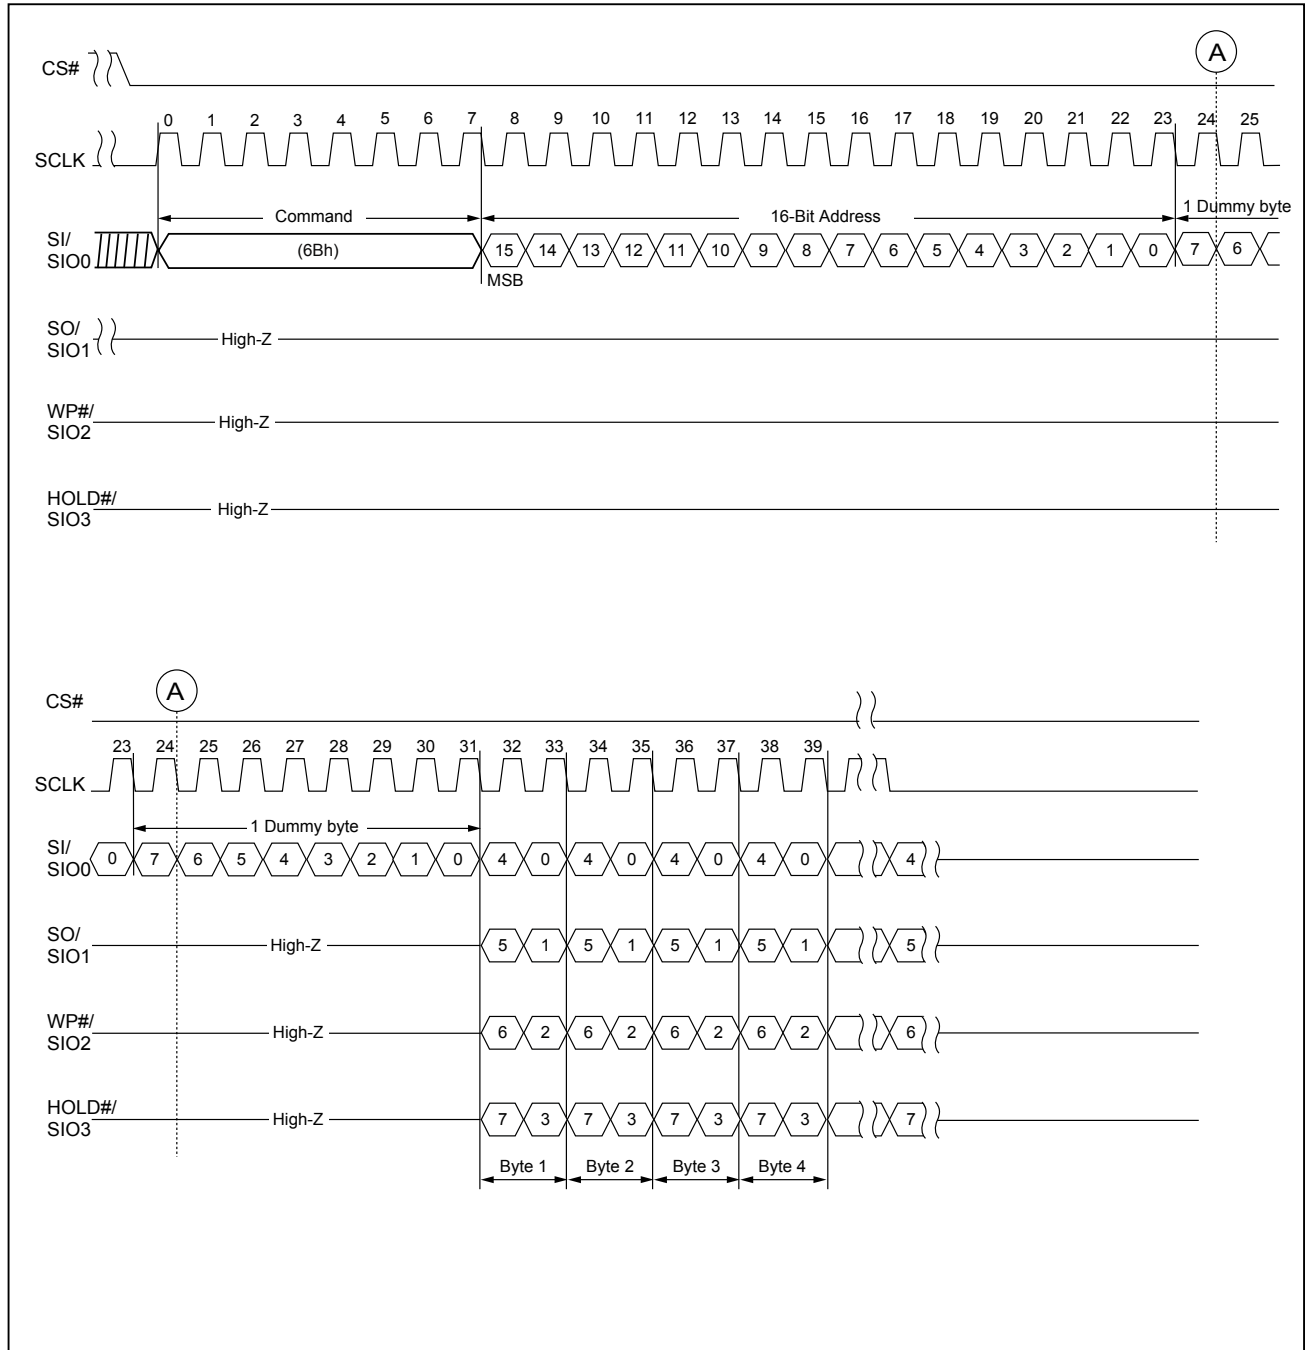 A
CS#
0 1 2 3 4 5 6 7 8 9 10 11 12 13 14 15 16 17 18 19 20 21 22 23 24 25
SCLK
Command 16-Bit Address 1 Dummy byte
SI/
SIO0
(6Bh) 15 14 13 12 11 10 9 8 7 6 5 4 3 2 1 0 7 6
MSB
SO/
SIO1
High-Z
WP#/
SIO2
High-Z
HOLD#/
SIO3
High-Z
A
CS#
23 24 25 26 27 28 29 30 31 32 33 34 35 36 37 38 39
SCLK
1 Dummy byte
SI/
SIO0
0 7 6 5 4 3 2 1 0 4 0 4 0 4 0 4 0 4
SO/
SIO1
High-Z 5 1 5 1 5 1 5 1 5
WP#/
SIO2
High-Z 6 2 6 2 6 2 6 2 6
HOLD#/
SIO3
High-Z 7 3 7 3 7 3 7 3 7
Byte 1 Byte 2 Byte 3 Byte 4